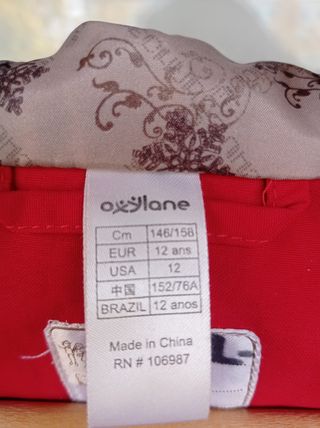 oxylane
Cm 146/158
EUR 12 ans
USA 12
中国 152/76A
BRAZIL 12 anos
Made in China
RN # 106987